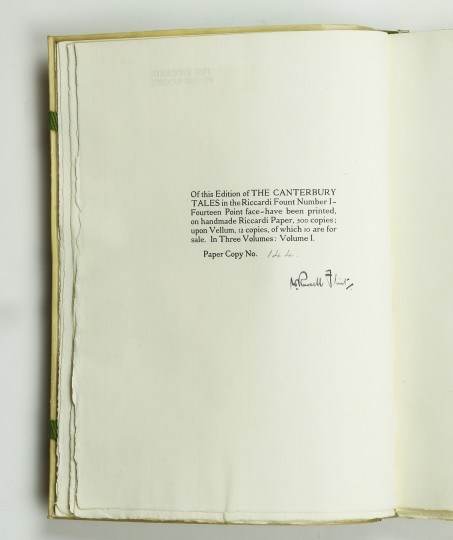 Of this Edition of THE CANTERBURY
TALES in the Riccardi Fount Number I-
Fourteen Point face-have been printed,
on handmade Riccardi Paper, 500 copies;
upon Vellum, 12 copies, of which 10 are for
sale. In Three Volumes: Volume I.
Paper Copy No.
W Russell Flint